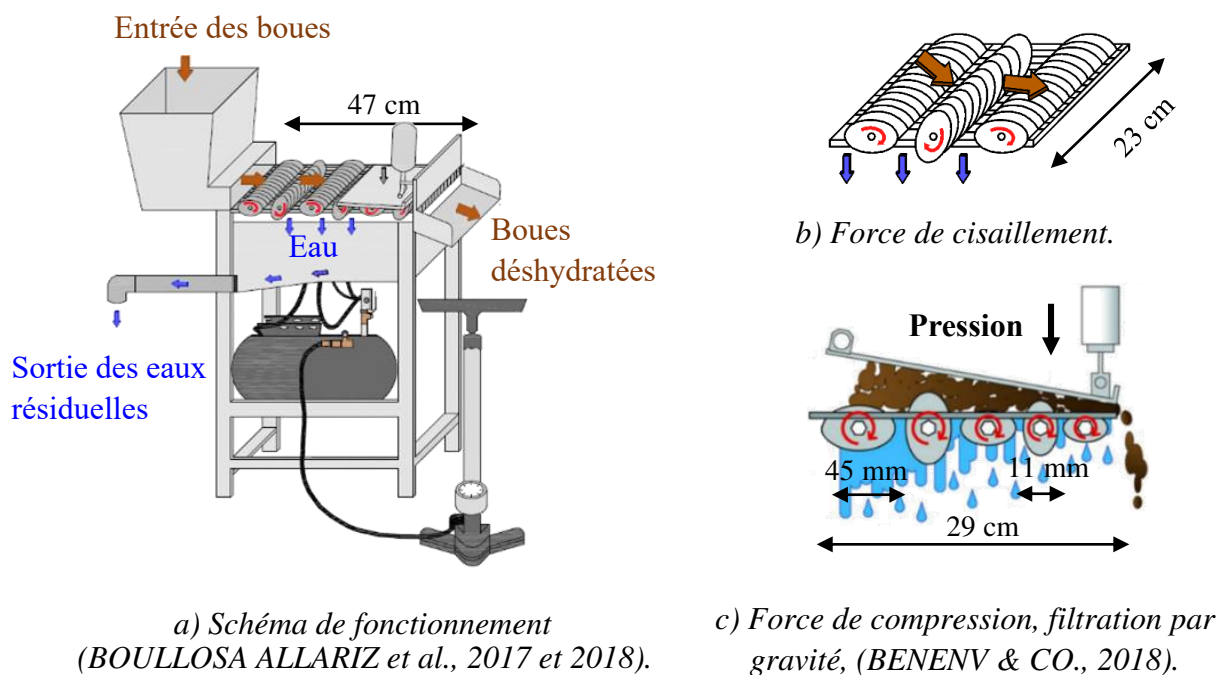 Entrée des boues
47 cm
Eau
Boues
déshydratées
Sortie des eaux
résiduelles
a) Schéma de fonctionnement
(BOULLOSA ALLARIZ et al., 2017 et 2018).
23 cm
b) Force de cisaillement.
Pression
45 mm
11 mm
29 cm
c) Force de compression, filtration par
gravité, (BENENV & CO., 2018).